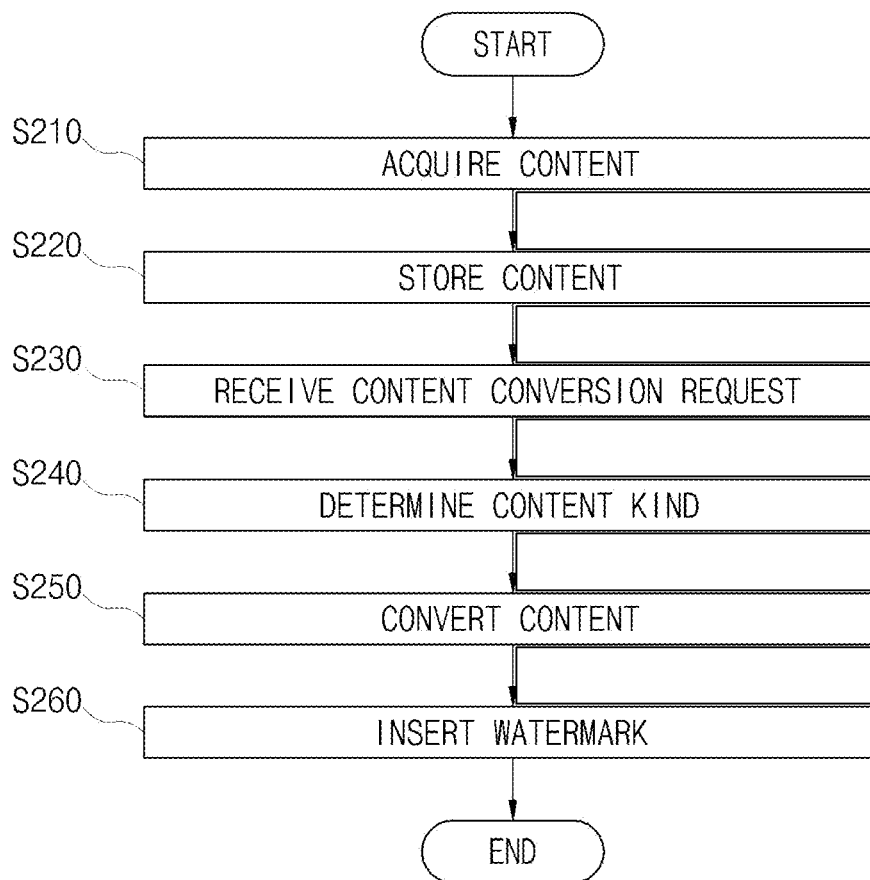 START
S210
ACQUIRE CONTENT
S220
STORE CONTENT
S230
RECEIVE CONTENT CONVERSION REQUEST
S240
DETERMINE CONTENT KIND
S250
CONVERT CONTENT
S260
INSERT WATERMARK
END